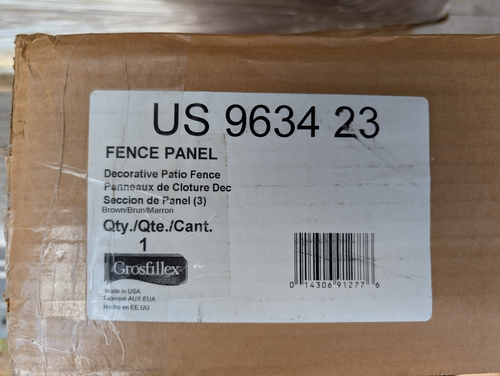 US 9634 23
FENCE PANEL
Decorative Patio Fence
Panneaux de Cloture Dec
Seccion de Panel (3)
Brown/Brun/Marron
Qty./Qte./Cant.
1
Grosfillex
Made in USA
Fabriqué AUX EUA
Hecho en EE.UU.
0 14306 91277 6